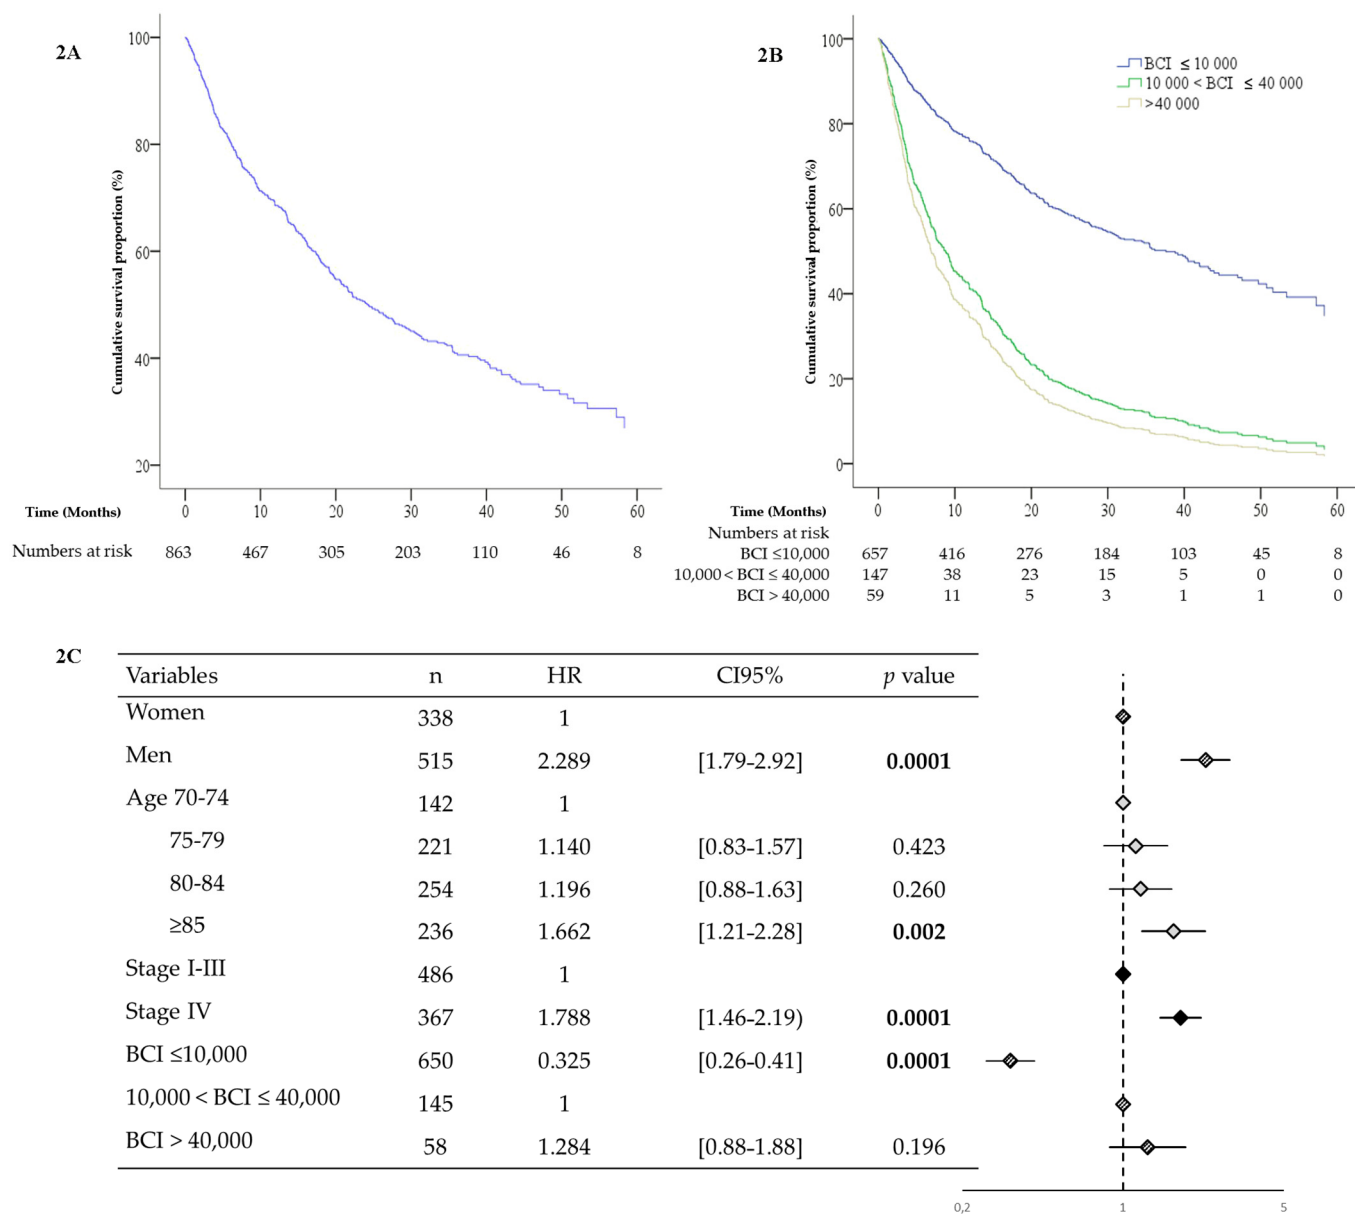 2A
Cumulative survival proportion (%)
100
80
60
40
20
Time (Months) 0 10 20 30 40 50 60
Numbers at risk 863 467 305 203 110 46 8
2B
Cumulative survival proportion (%)
100
80
60
40
20
0
BCI ≤ 10 000
10 000 < BCI ≤ 40 000
>40 000
Time (Months) 0 10 20 30 40 50 60
Numbers at risk
BCI ≤10,000 657 416 276 184 103 45 8
10,000 < BCI ≤ 40,000 147 38 23 15 5 0 0
BCI > 40,000 59 11 5 3 1 1 0
2C
Variables n HR CI95% p value
Women 338 1
Men 515 2.289 [1.79-2.92] 0.0001
Age 70-74 142 1
75-79 221 1.140 [0.83-1.57] 0.423
80-84 254 1.196 [0.88-1.63] 0.260
≥85 236 1.662 [1.21-2.28] 0.002
Stage I-III 486 1
Stage IV 367 1.788 [1.46-2.19) 0.0001
BCI ≤10,000 650 0.325 [0.26-0.41] 0.0001
10,000 < BCI ≤ 40,000 145 1
BCI > 40,000 58 1.284 [0.88-1.88] 0.196
0,2 1 5